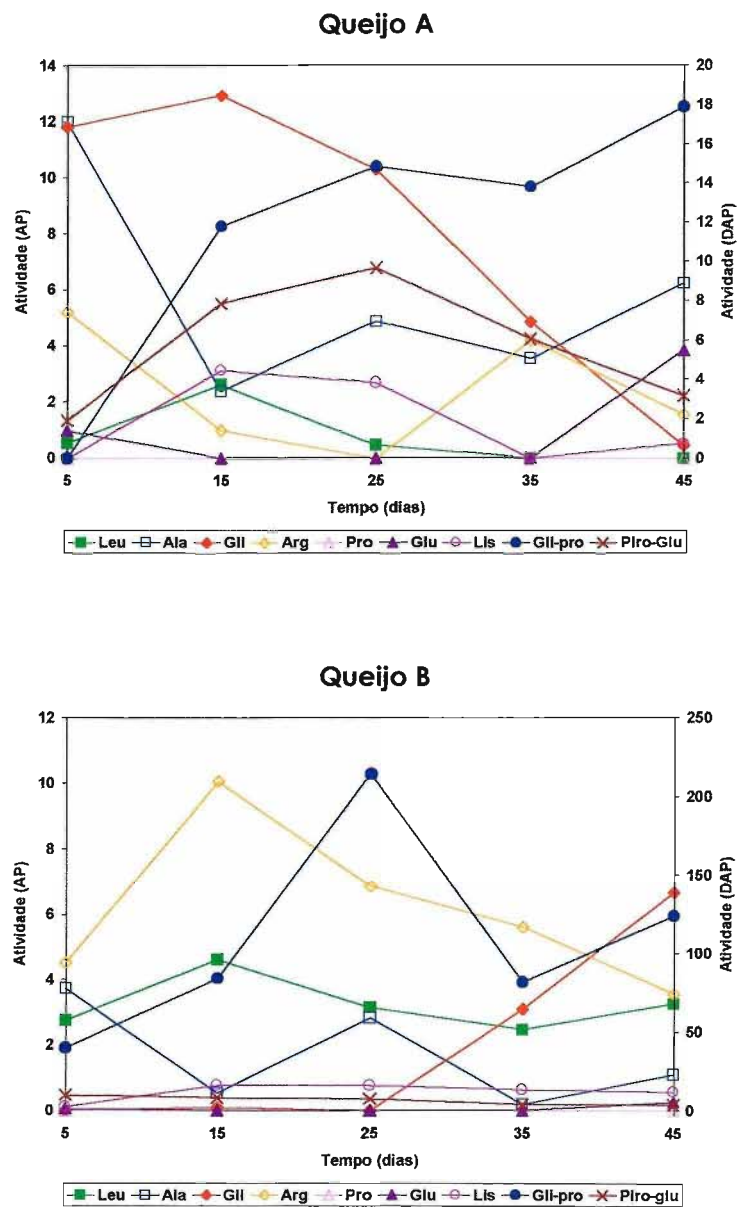 Queijo A
14
12
10
8
6
4
2
0
Atividade (AP)
20
18
16
14
12
10
8
6
4
2
0
Atividade (DAP)
5 15 25 35 45
Tempo (dias)
Leu Ala Gli Arg Pro Glu Lis Gli-pro Piro-Glu
Queijo B
12
10
8
6
4
2
0
Atividade (AP)
250
200
150
100
50
0
Atividade (DAP)
5 15 25 35 45
Tempo (dias)
Leu Ala Gli Arg Pro Glu Lis Gli-pro Piro-glu